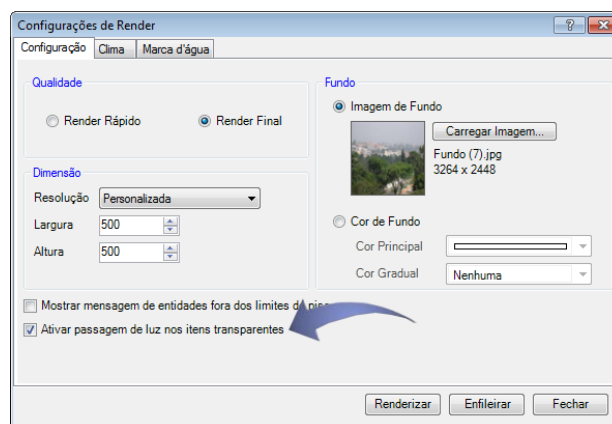 Configurações de Render
Configuração Clima Marca d'água
Qualidade
Render Rápido Render Final
Dimensão
Resolução Personalizada
Largura 500
Altura 500
Fundo
Imagem de Fundo
Carregar Imagem...
Fundo (7).jpg
3264 x 2448
Cor de Fundo
Cor Principal
Cor Gradual Nenhuma
Mostrar mensagem de entidades fora dos limites do
Ativar passagem de luz nos itens transparentes
Renderizar Enfileirar Fechar